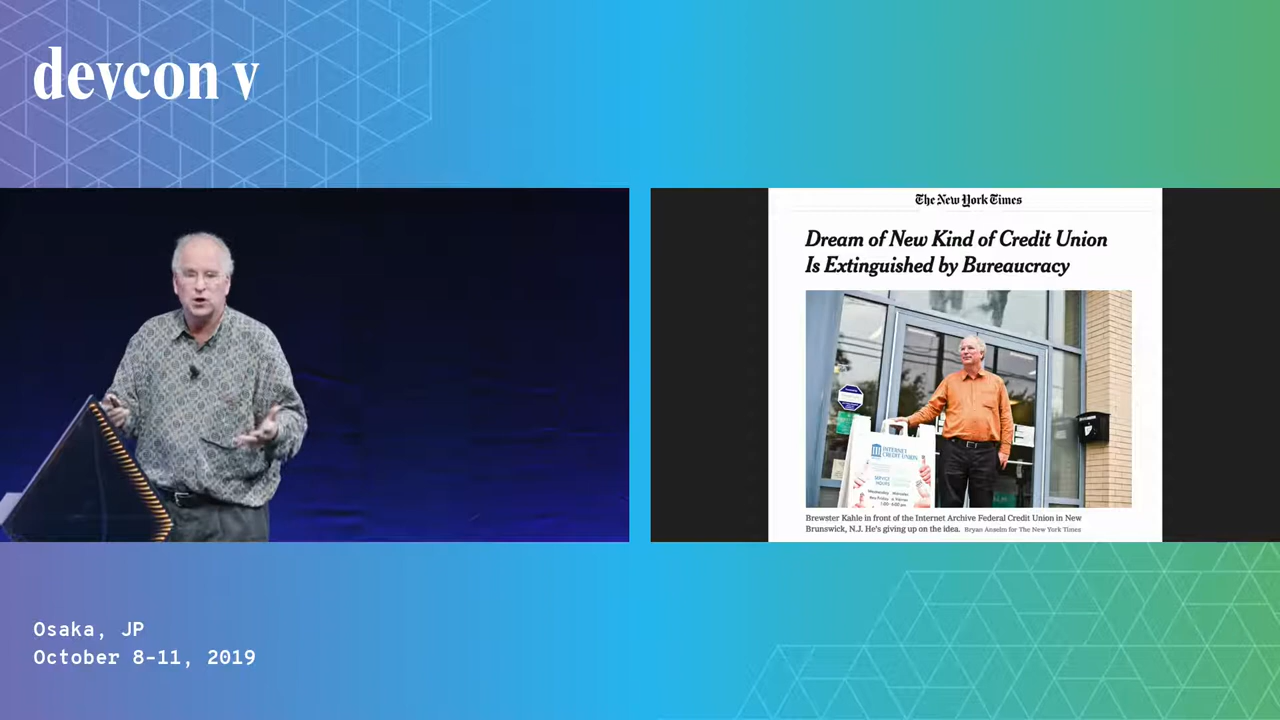 devcon v
The New York Times
Dream of New Kind of Credit Union
Is Extinguished by Bureaucracy
INTERNET
CREDIT UNION
SERVICE
HOURS
Brewster Kahle in front of the Internet Archive Federal Credit Union in New
Brunswick, N.J. He's giving up on the idea. Bryan Anselm for The New York Times
Osaka, JP
October 8-11, 2019